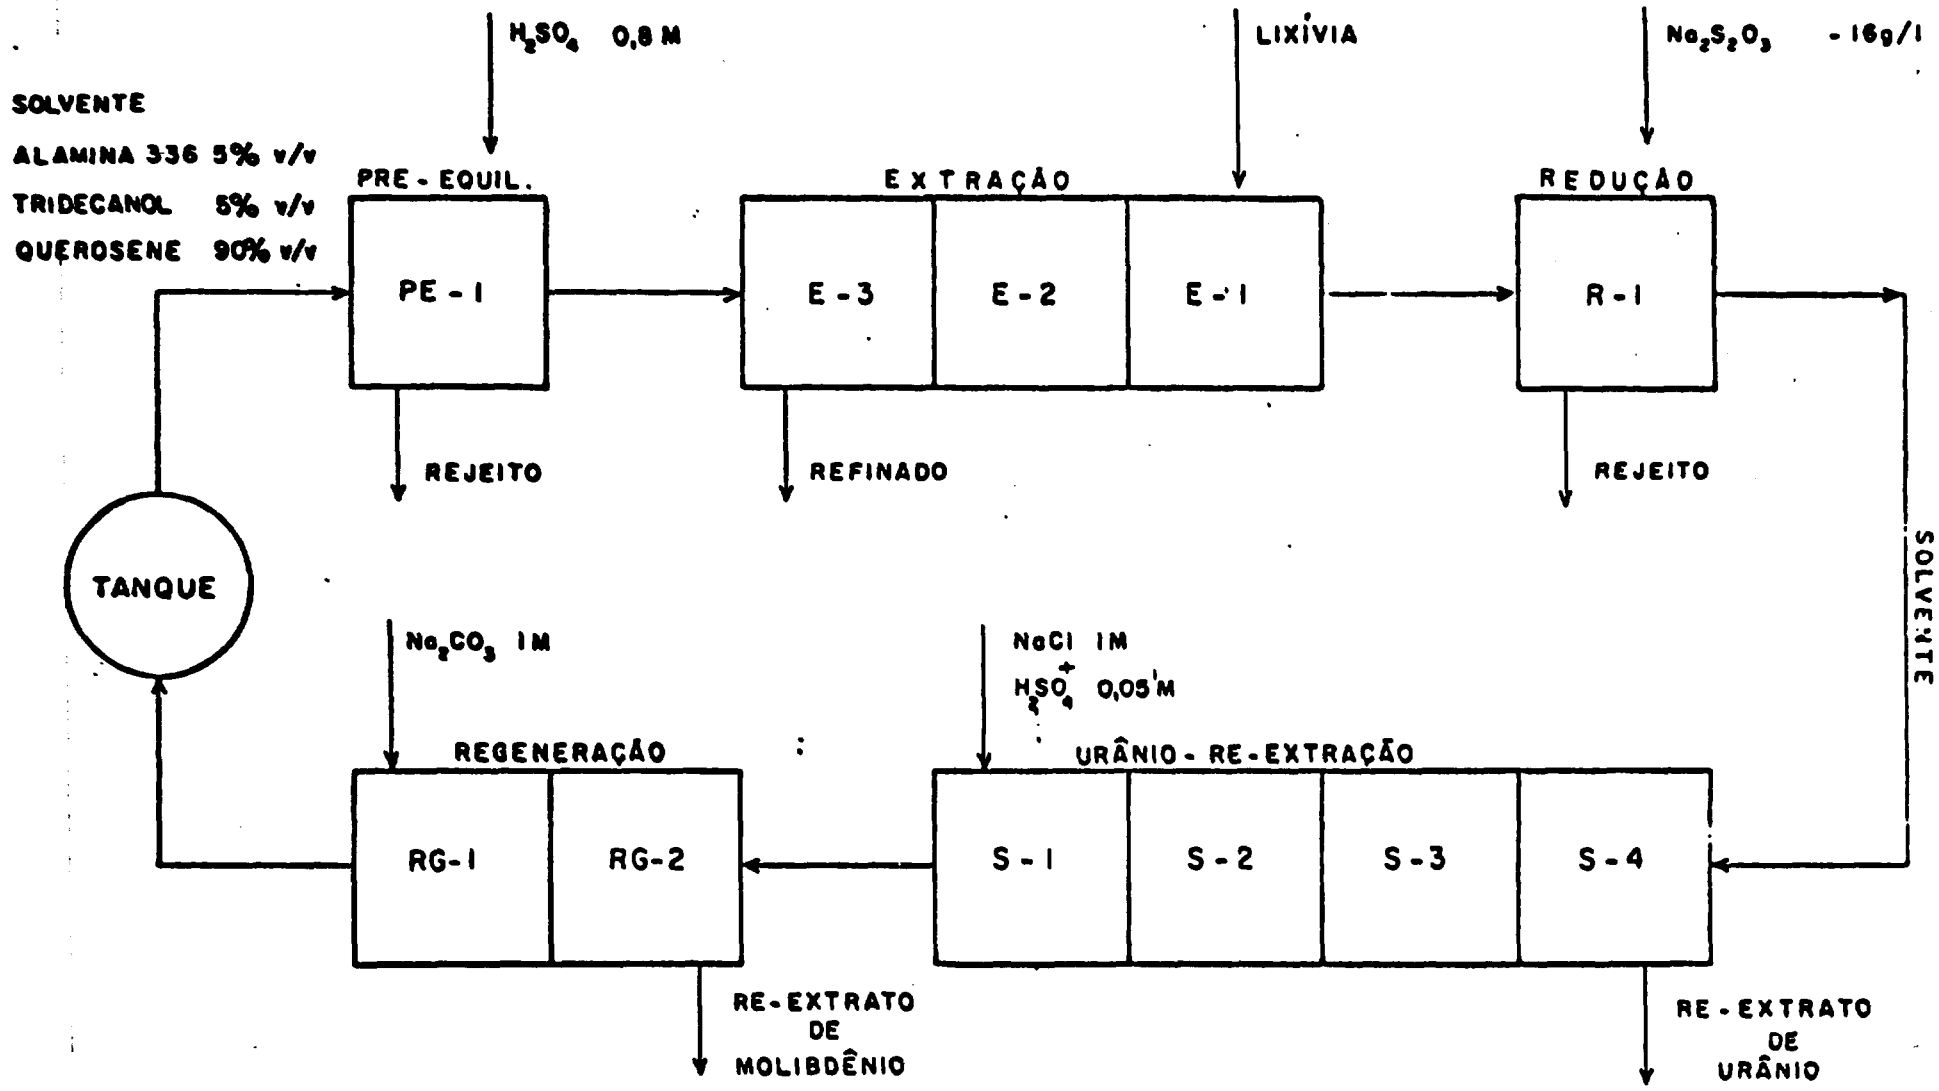 H₂SO₄ 0,8 M
LIXÍVIA
Na₂S₂O₃ - 16g/l
SOLVENTE
ALAMINA 336 5% v/v
TRIDECANOL 5% v/v
QUEROSENE 90% v/v
PRE-EQUIL.
EXTRAÇÃO
REDUÇÃO
PE-1
E-3
E-2
E-1
R-1
REJEITO
REFINADO
REJEITO
SOLVENTE
TANQUE
Na₂CO₃ 1M
NaCl 1M
+
H₂SO₄ 0,05 M
REGENERAÇÃO
URÂNIO-RE-EXTRAÇÃO
RG-1
RG-2
S-1
S-2
S-3
S-4
RE-EXTRATO
DE
MOLIBDÊNIO
RE-EXTRATO
DE
URÂNIO